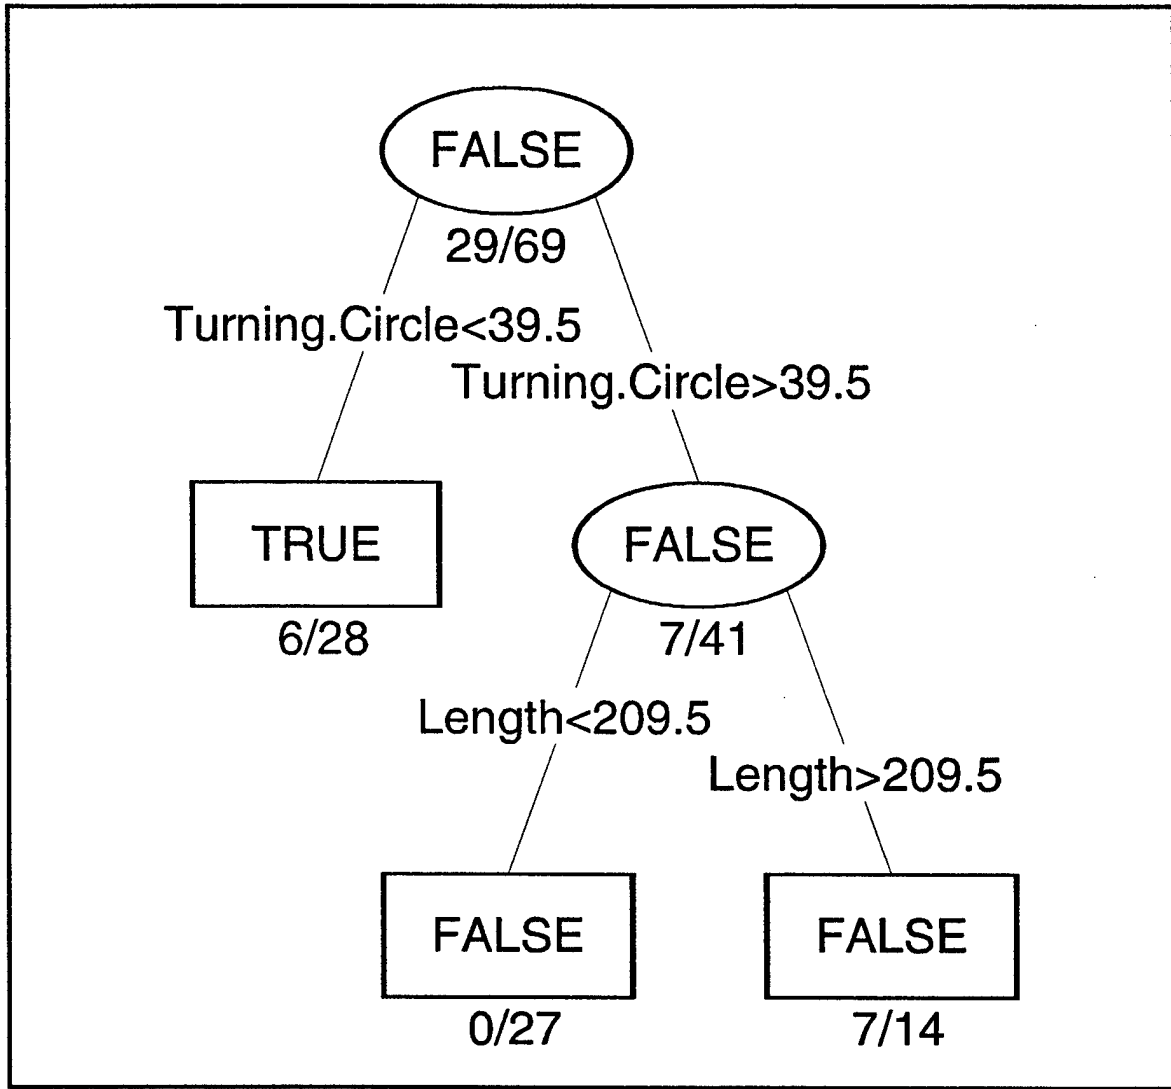 FALSE
29/69
Turning.Circle<39.5
Turning.Circle>39.5
TRUE
6/28
FALSE
7/41
Length<209.5
Length>209.5
FALSE
0/27
FALSE
7/14